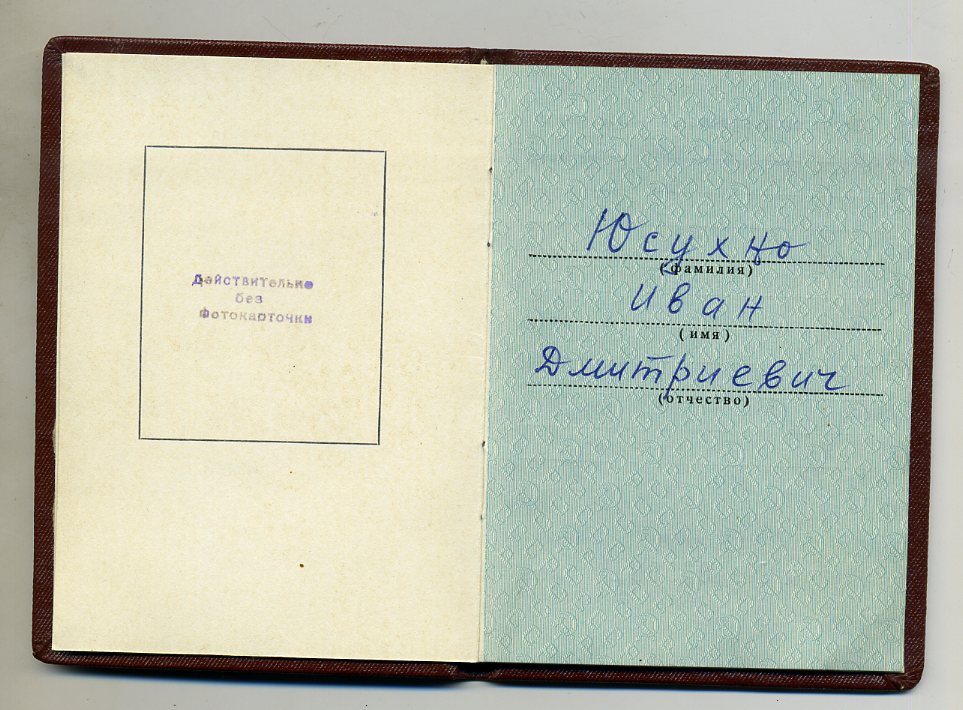 Действительно
без
фотокарточки
Юсухно
(фамилия)
Иван
(имя)
Дмитриевич
(отчество)